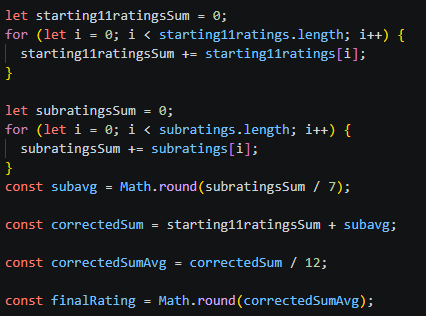 let starting11ratingsSum = 0;
for (let i = 0; i < starting11ratings.length; i++) {
  starting11ratingsSum += starting11ratings[i];
}

let subratingsSum = 0;
for (let i = 0; i < subratings.length; i++) {
  subratingsSum += subratings[i];
}
const subavg = Math.round(subratingsSum / 7);

const correctedSum = starting11ratingsSum + subavg;

const correctedSumAvg = correctedSum / 12;

const finalRating = Math.round(correctedSumAvg);